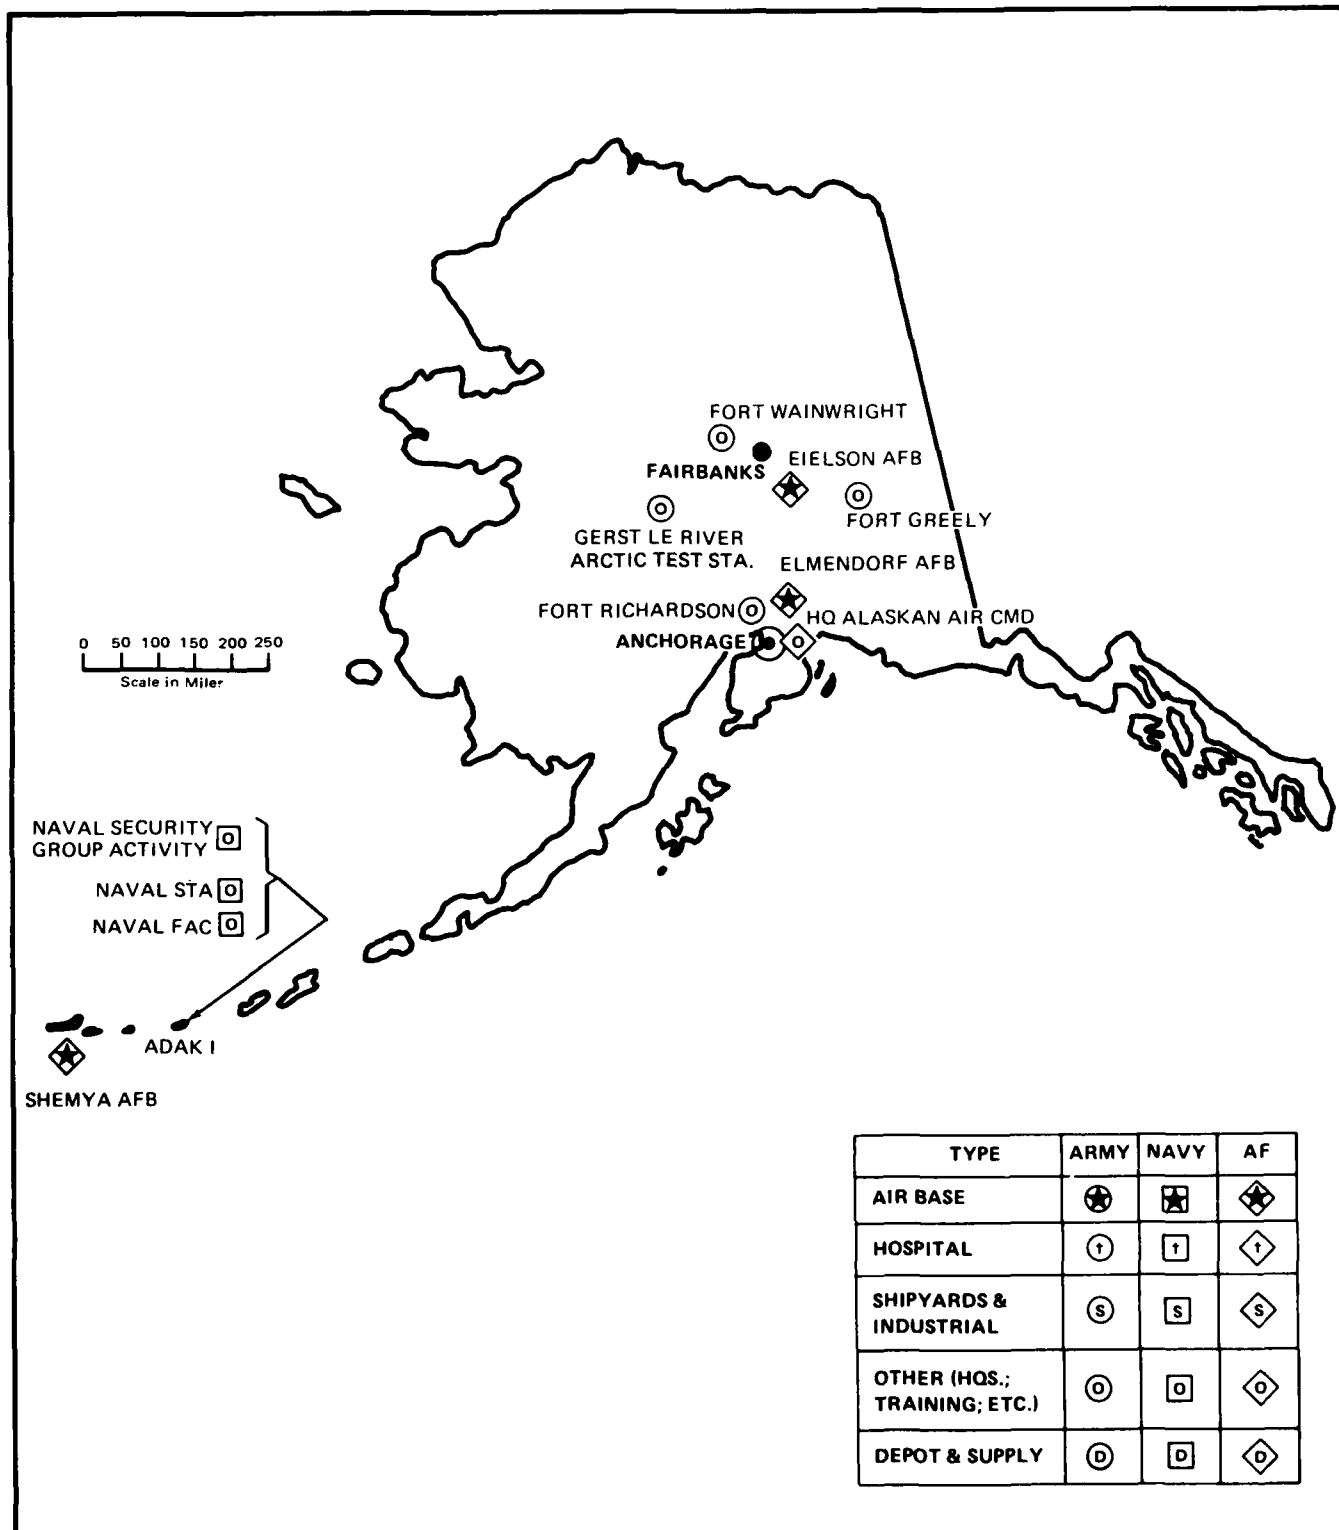 FORT WAINWRIGHT
O
FAIRBANKS
EIELSON AFB
O
O
FORT GREELY
GERST LE RIVER
ARCTIC TEST STA.
ELMENDORF AFB
FORT RICHARDSON O
HQ ALASKAN AIR CMD
ANCHORAGE O
0 50 100 150 200 250
Scale in Miler
NAVAL SECURITY
GROUP ACTIVITY O
NAVAL STA O
NAVAL FAC O
ADAK I
SHEMYA AFB
TYPE ARMY NAVY AF
AIR BASE
HOSPITAL † † †
SHIPYARDS &
INDUSTRIAL S S S
OTHER (HQS.;
TRAINING; ETC.) O O O
DEPOT & SUPPLY D D D